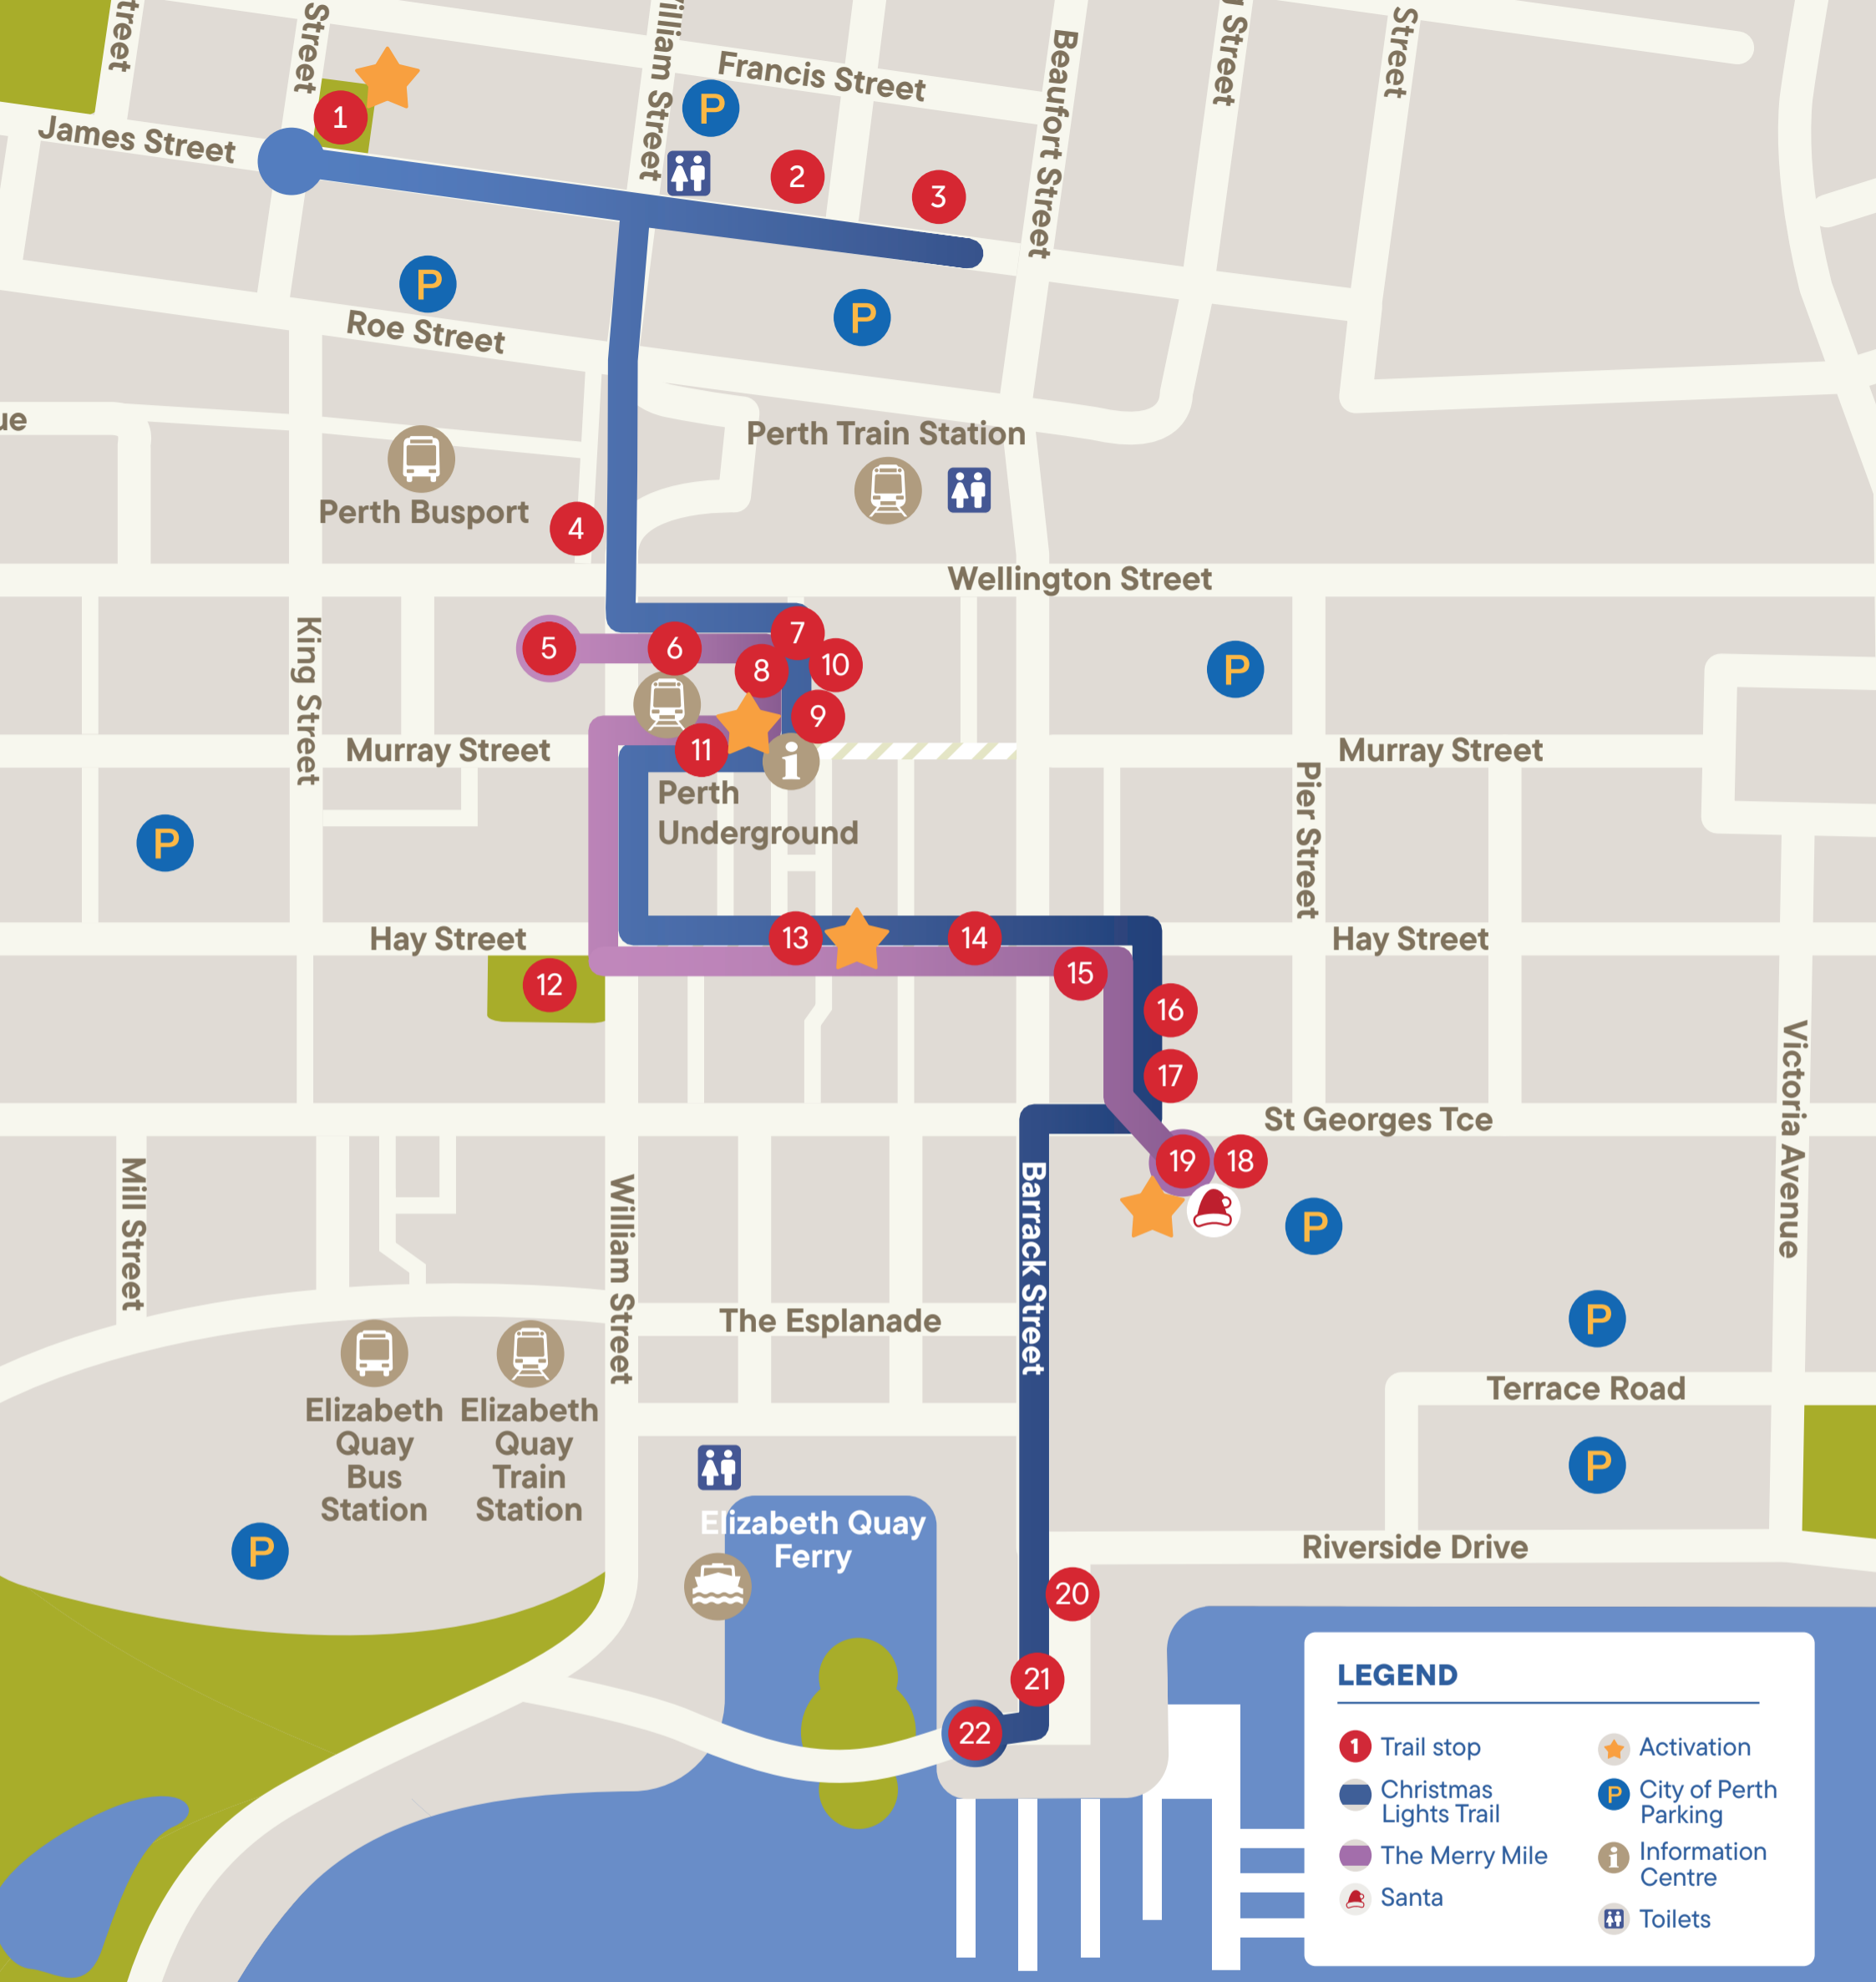 treet
Street
William Street
Francis Street
Beaufort Street
Street
Street
1
P
James Street
2
3
P
P
Roe Street
ue
Perth Train Station
Perth Busport
4
Wellington Street
King Street
5
6
7
8
10
9
P
11
i
Murray Street
Murray Street
Perth
Underground
Pier Street
P
Hay Street
13
14
Hay Street
12
15
16
17
Victoria Avenue
St Georges Tce
Mill Street
William Street
Barrack Street
19
18
P
The Esplanade
P
Elizabeth
Quay
Bus
Station
Elizabeth
Quay
Train
Station
Terrace Road
P
Elizabeth Quay
Ferry
P
Riverside Drive
20
21
22
LEGEND
1 Trail stop
Christmas
Lights Trail
The Merry Mile
Santa
Activation
P City of Perth
Parking
i Information
Centre
Toilets